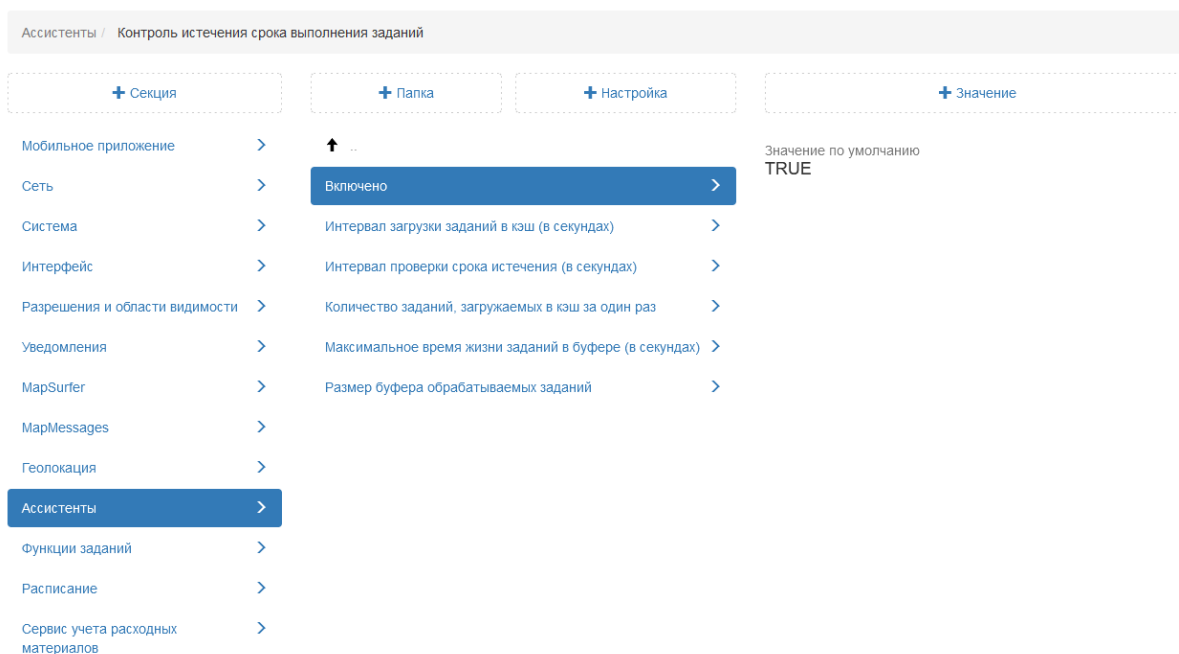 Ассистенты / Контроль истечения срока выполнения заданий
+ Секция
+ Папка
+ Настройка
+ Значение
Мобильное приложение
Сеть
Система
Интерфейс
Разрешения и области видимости
Уведомления
MapSurfer
MapMessages
Геолокация
Ассистенты
Функции заданий
Расписание
Сервис учета расходных
материалов
..
Включено
Интервал загрузки заданий в кэш (в секундах)
Интервал проверки срока истечения (в секундах)
Количество заданий, загружаемых в кэш за один раз
Максимальное время жизни заданий в буфере (в секундах)
Размер буфера обрабатываемых заданий
Значение по умолчанию
TRUE